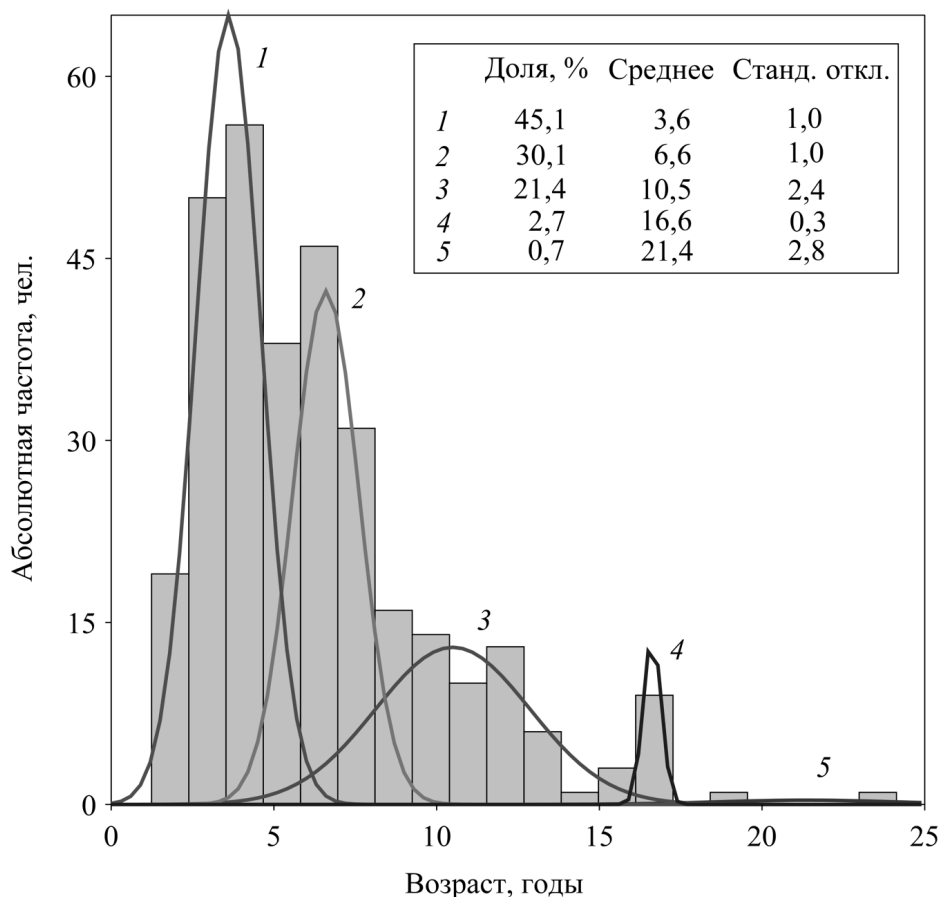 Доля, % Среднее Станд. откл.
1 45,1 3,6 1,0
2 30,1 6,6 1,0
3 21,4 10,5 2,4
4 2,7 16,6 0,3
5 0,7 21,4 2,8
1
2
3
4
5
60
45
30
15
0
Абсолютная частота, чел.
0 5 10 15 20 25
Возраст, годы